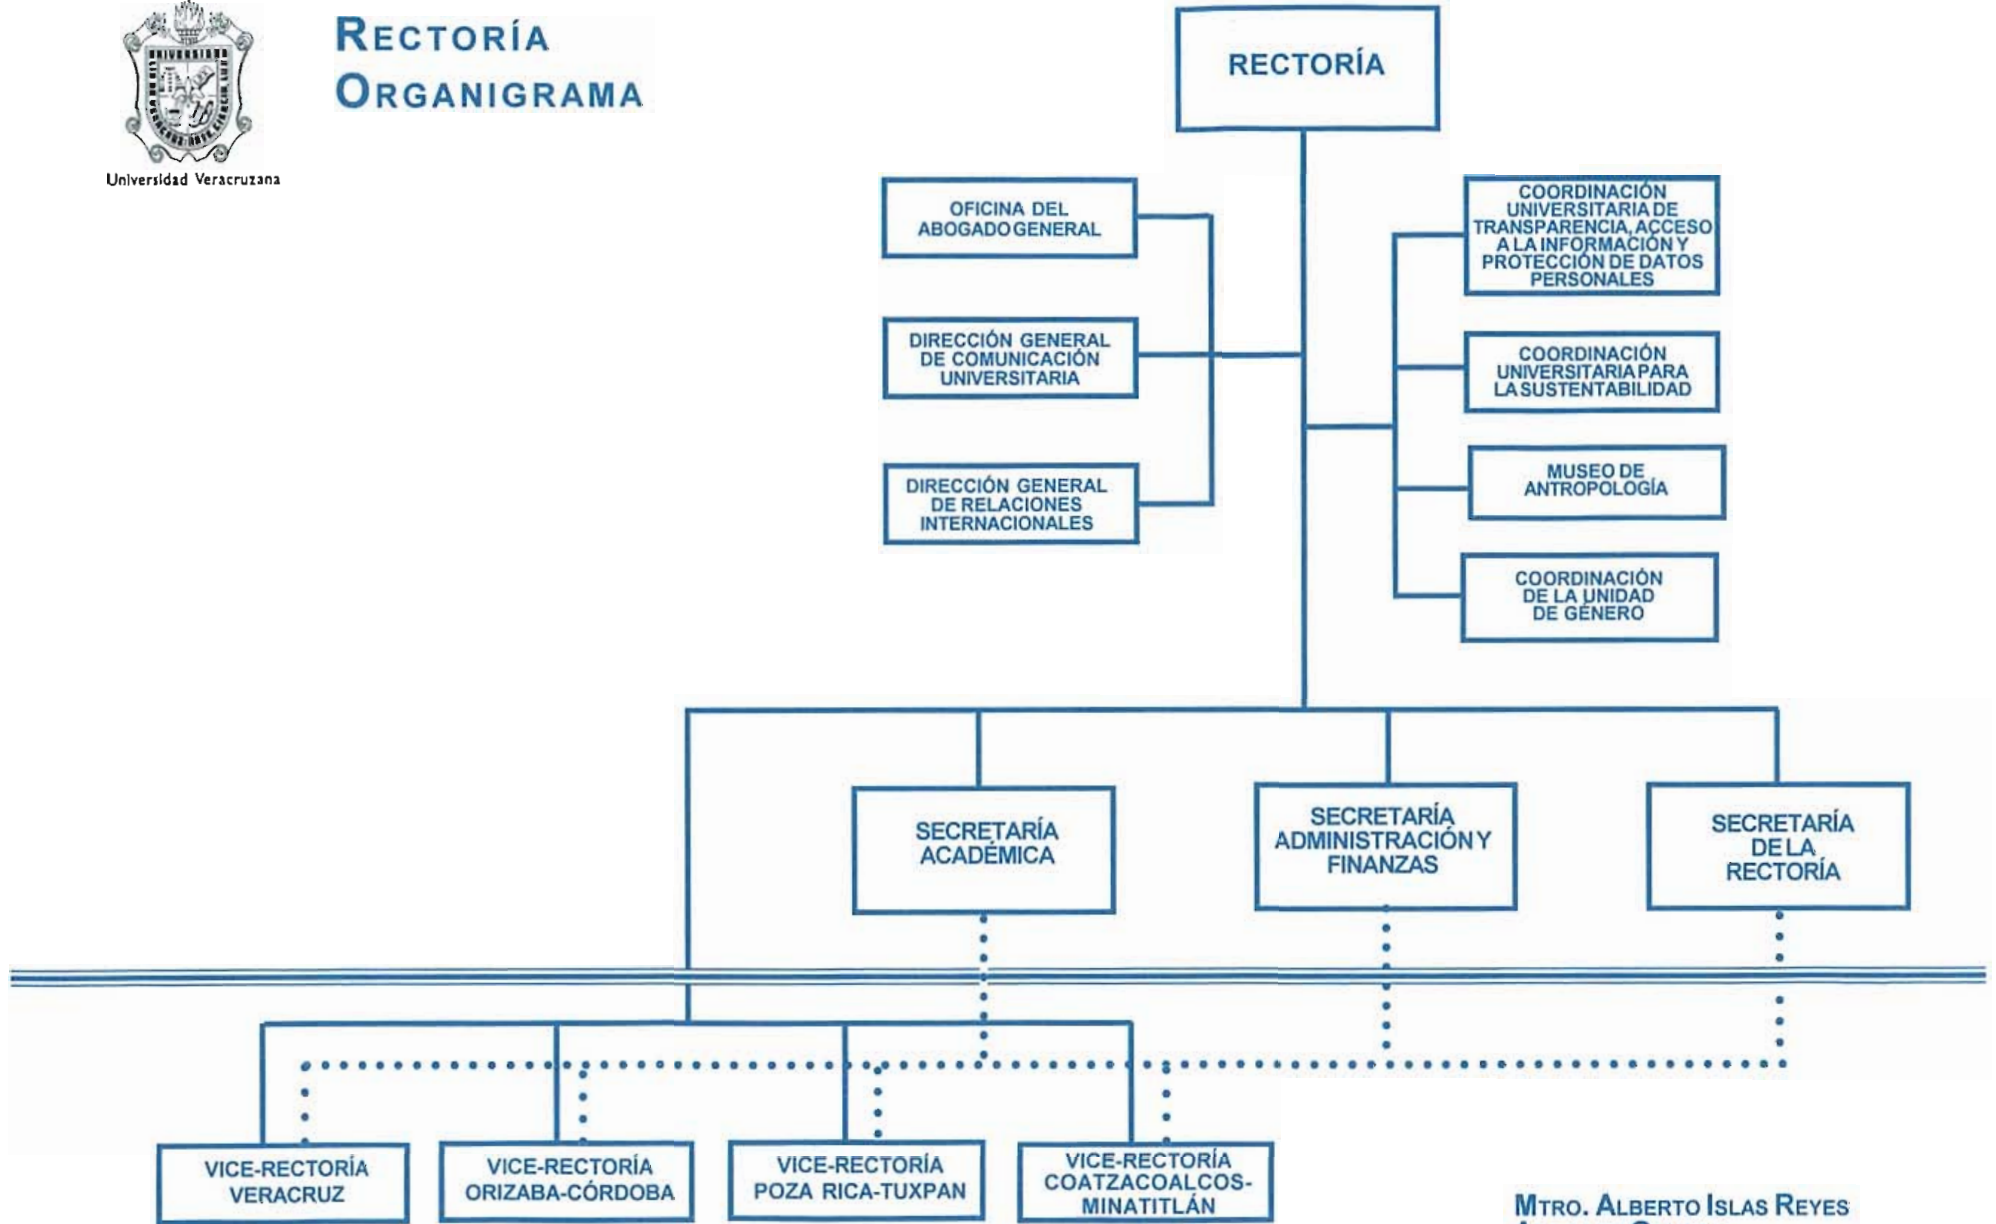 RECTORÍA
ORGANIGRAMA
Universidad Veracruzana
RECTORÍA
OFICINA DEL
ABOGADO GENERAL
DIRECCIÓN GENERAL
DE COMUNICACIÓN
UNIVERSITARIA
DIRECCIÓN GENERAL
DE RELACIONES
INTERNACIONALES
COORDINACIÓN
UNIVERSITARIA DE
TRANSPARENCIA, ACCESO
A LA INFORMACIÓN Y
PROTECCIÓN DE DATOS
PERSONALES
COORDINACIÓN
UNIVERSITARIA PARA
LA SUSTENTABILIDAD
MUSEO DE
ANTROPOLOGÍA
COORDINACIÓN
DE LA UNIDAD
DE GÉNERO
SECRETARÍA
ACADÉMICA
SECRETARÍA
ADMINISTRACIÓN Y
FINANZAS
SECRETARÍA
DE LA
RECTORÍA
VICE-RECTORÍA
VERACRUZ
VICE-RECTORÍA
ORIZABA-CÓRDOBA
VICE-RECTORÍA
POZA RICA-TUXPAN
VICE-RECTORÍA
COATZACOALCOS-
MINATITLÁN
MTRO. ALBERTO ISLAS REYES